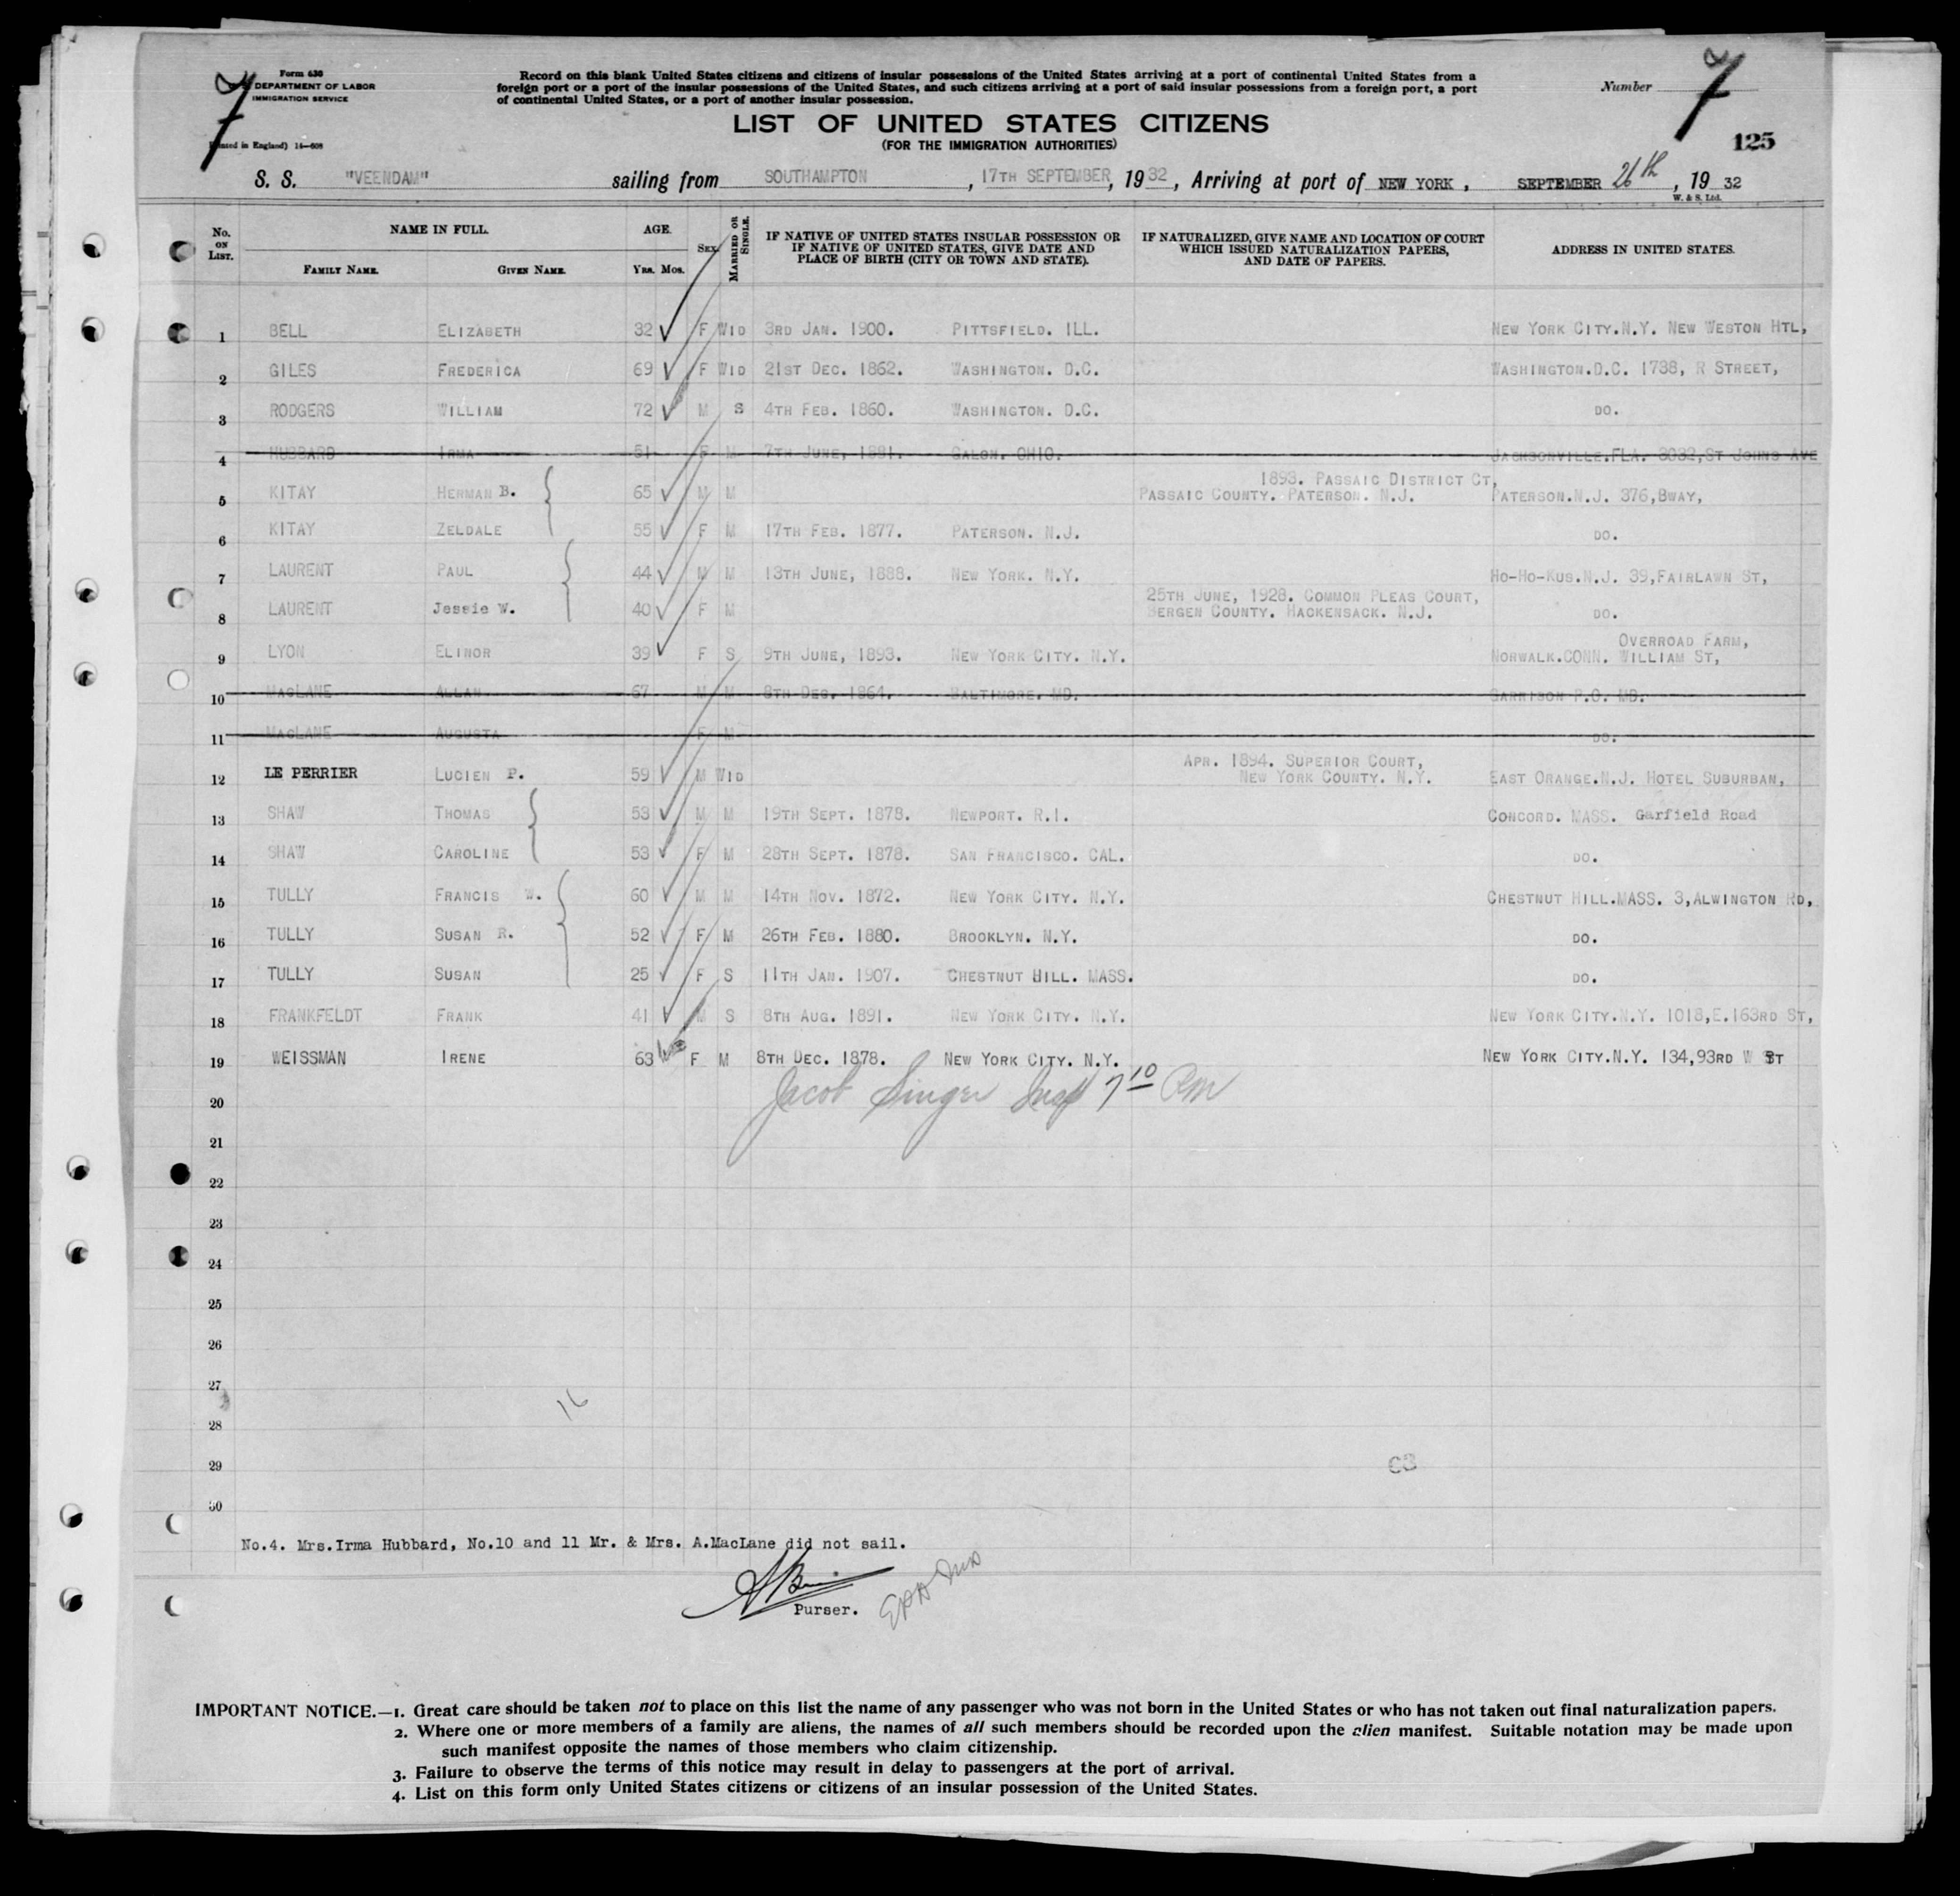 7
Form 630
DEPARTMENT OF LABOR
IMMIGRATION SERVICE
in England) 14—608
Record on this blank United States citizens and citizens of insular possessions of the United States arriving at a port of continental United States from a
foreign port or a port of the insular possessions of the United States, and such citizens arriving at a port of said insular possessions from a foreign port, a port
of continental United States, or a port of another insular possession.
Number 7
LIST OF UNITED STATES CITIZENS
(FOR THE IMMIGRATION AUTHORITIES)
125
S. S. "VEENDAM" sailing from SOUTHAMPTON, 17TH SEPTEMBER, 1932, Arriving at port of NEW YORK, SEPTEMBER 26th, 1932
W. & S. Ltd.
No. ON LIST. NAME IN FULL. FAMILY NAME. GIVEN NAME. AGE. YRS. MOS. SEX. MARRIED OR SINGLE. IF NATIVE OF UNITED STATES INSULAR POSSESSION OR IF NATIVE OF UNITED STATES, GIVE DATE AND PLACE OF BIRTH (CITY OR TOWN AND STATE). IF NATURALIZED, GIVE NAME AND LOCATION OF COURT WHICH ISSUED NATURALIZATION PAPERS, AND DATE OF PAPERS. ADDRESS IN UNITED STATES.
1 BELL ELIZABETH 32 F WID 3RD JAN. 1900. PITTSFIELD. ILL. NEW YORK CITY.N.Y. NEW WESTON HTL,
2 GILES FREDERICA 69 F WID 21ST DEC. 1862. WASHINGTON. D.C. WASHINGTON.D.C. 1738, R STREET,
3 RODGERS WILLIAM 72 M S 4TH FEB. 1860. WASHINGTON. D.C. DO.
4 HUBBARD IRMA 51 F M 7TH JUNE, 1881. GALON. OHIO. JACKSONVILLE.FLA. 3032,ST JOHNS AVE
5 KITAY HERMAN B. 65 M M 1893. PASSAIC DISTRICT CT, PASSAIC COUNTY. PATERSON. N.J. PATERSON.N.J. 376,BWAY,
6 KITAY ZELDALE 55 F M 17TH FEB. 1877. PATERSON. N.J. DO.
7 LAURENT PAUL 44 M M 13TH JUNE, 1888. NEW YORK. N.Y. HO-HO-KUS.N.J. 39,FAIRLAWN ST,
8 LAURENT Jessie W. 40 F M 25TH JUNE, 1928. COMMON PLEAS COURT, BERGEN COUNTY. HACKENSACK. N.J. DO.
9 LYON ELINOR 39 F S 9TH JUNE, 1893. NEW YORK CITY. N.Y. OVERROAD FARM, NORWALK.CONN. WILLIAM ST,
10 MACLANE ALLAN 67 M M 8TH DEC. 1864. BALTIMORE. MD. GARRISON P.O. MD.
11 MACLANE AUGUSTA F M DO.
12 LE PERRIER LUCIEN P. 59 M WID APR. 1894. SUPERIOR COURT, NEW YORK COUNTY. N.Y. EAST ORANGE.N.J. HOTEL SUBURBAN,
13 SHAW THOMAS 53 M M 19TH SEPT. 1878. NEWPORT. R.I. CONCORD. MASS. Garfield Road
14 SHAW CAROLINE 53 F M 28TH SEPT. 1878. SAN FRANCISCO. CAL. DO.
15 TULLY FRANCIS W. 60 M M 14TH NOV. 1872. NEW YORK CITY. N.Y. CHESTNUT HILL.MASS. 3,ALWINGTON RD,
16 TULLY SUSAN R. 52 F M 26TH FEB. 1880. BROOKLYN. N.Y. DO.
17 TULLY SUSAN 25 F S 11TH JAN. 1907. CHESTNUT HILL. MASS. DO.
18 FRANKFELDT FRANK 41 M S 8TH AUG. 1891. NEW YORK CITY. N.Y. NEW YORK CITY.N.Y. 1018,E.163RD ST,
19 WEISSMAN IRENE 63 F M 8TH DEC. 1878. NEW YORK CITY. N.Y. NEW YORK CITY.N.Y. 134,93RD W ST
20 Jacob Singer Insp 7 10 PM
21
22
23
24
25
26
27
16
28
29
30
No.4. Mrs.Irma Hubbard, No.10 and 11 Mr. & Mrs. A.MacLane did not sail.
Purser.
IMPORTANT NOTICE.—1. Great care should be taken not to place on this list the name of any passenger who was not born in the United States or who has not taken out final naturalization papers.
2. Where one or more members of a family are aliens, the names of all such members should be recorded upon the alien manifest. Suitable notation may be made upon
such manifest opposite the names of those members who claim citizenship.
3. Failure to observe the terms of this notice may result in delay to passengers at the port of arrival.
4. List on this form only United States citizens or citizens of an insular possession of the United States.